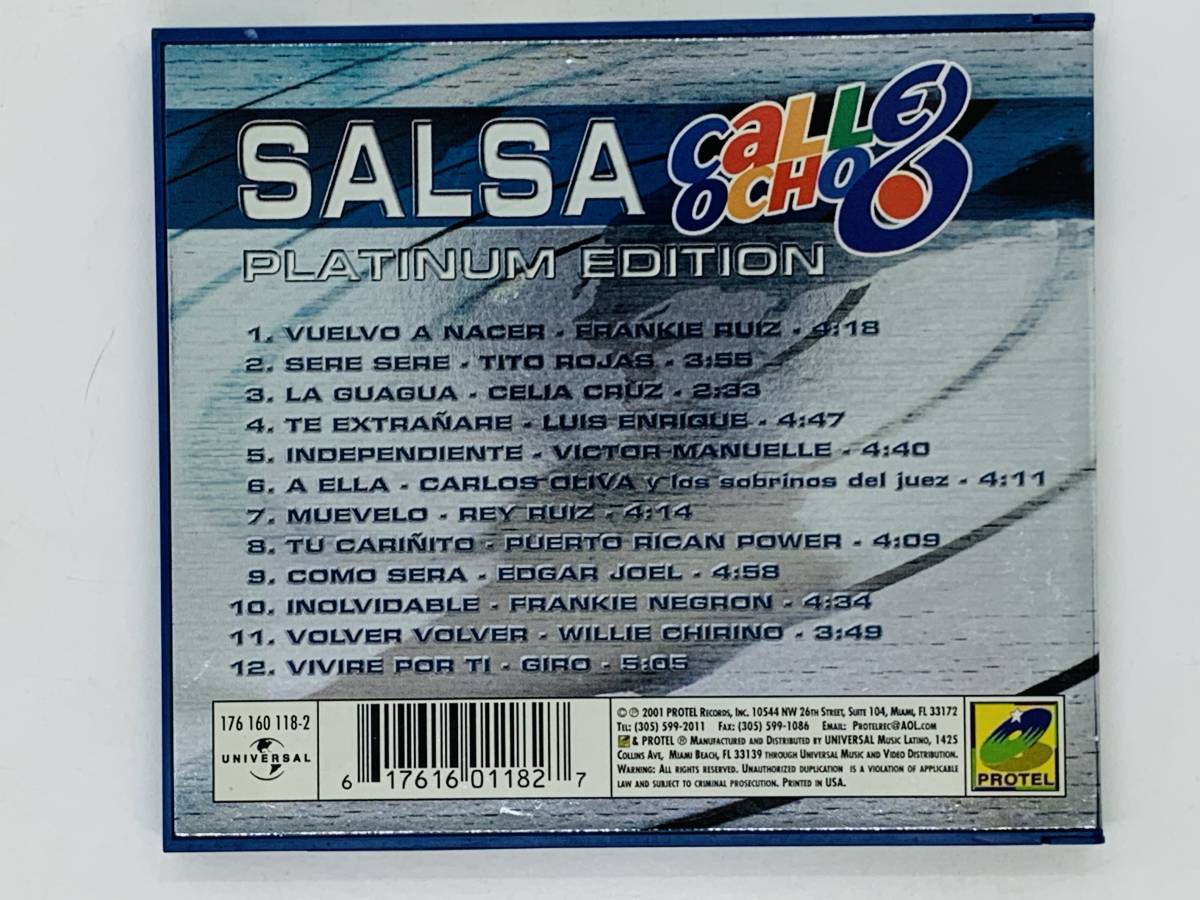 SALSA
CALLE OCHO 8
PLATINUM EDITION
1. VUELVO A NACER - FRANKIE RUIZ - 4:18
2. SERE SERE - TITO ROJAS - 3:55
3. LA GUAGUA - CELIA CRUZ - 2:33
4. TE EXTRAÑARE - LUIS ENRIQUE - 4:47
5. INDEPENDIENTE - VICTOR MANUELLE - 4:40
6. A ELLA - CARLOS OLIVA y los sobrinos del juez - 4:11
7. MUEVELO - REY RUIZ - 4:14
8. TU CARIÑITO - PUERTO RICAN POWER - 4:09
9. COMO SERA - EDGAR JOEL - 4:58
10. INOLVIDABLE - FRANKIE NEGRON - 4:34
11. VOLVER VOLVER - WILLIE CHIRINO - 3:49
12. VIVIRE POR TI - GIRO - 5:05
176 160 118-2
UNIVERSAL
6 17616 01182 7
© ℗ 2001 PROTEL RECORDS, INC. 10544 NW 26TH STREET, SUITE 104, MIAMI, FL 33172
TEL: (305) 599-2011 FAX: (305) 599-1086 EMAIL: PROTELREC@AOL.COM
& PROTEL ® MANUFACTURED AND DISTRIBUTED BY UNIVERSAL MUSIC LATINO, 1425
COLLINS AVE, MIAMI BEACH, FL 33139 THROUGH UNIVERSAL MUSIC AND VIDEO DISTRIBUTION.
WARNING: ALL RIGHTS RESERVED. UNAUTHORIZED DUPLICATION IS A VIOLATION OF APPLICABLE
LAW AND SUBJECT TO CRIMINAL PROSECUTION. PRINTED IN USA.
PROTEL